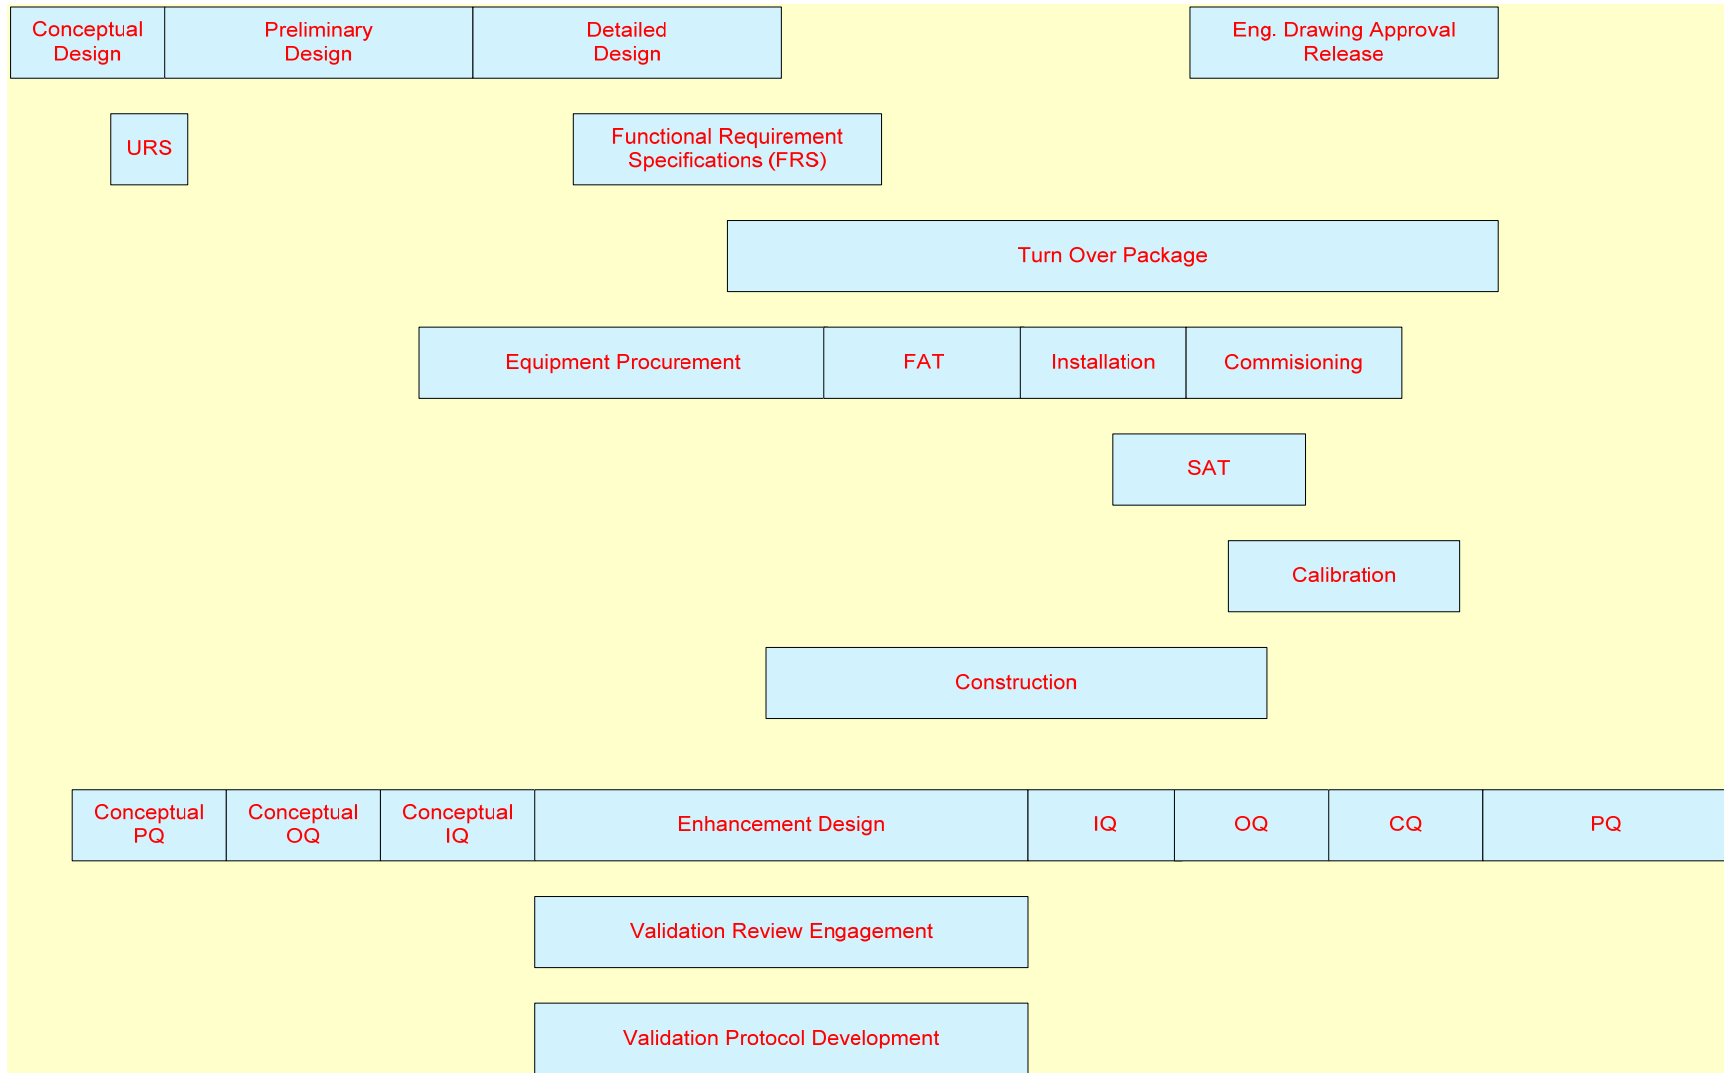 Conceptual
Design
Preliminary
Design
Detailed
Design
Eng. Drawing Approval
Release
URS
Functional Requirement
Specifications (FRS)
Turn Over Package
Equipment Procurement
FAT
Installation
Commisioning
SAT
Calibration
Construction
Conceptual
PQ
Conceptual
OQ
Conceptual
IQ
Enhancement Design
IQ
OQ
CQ
PQ
Validation Review Engagement
Validation Protocol Development